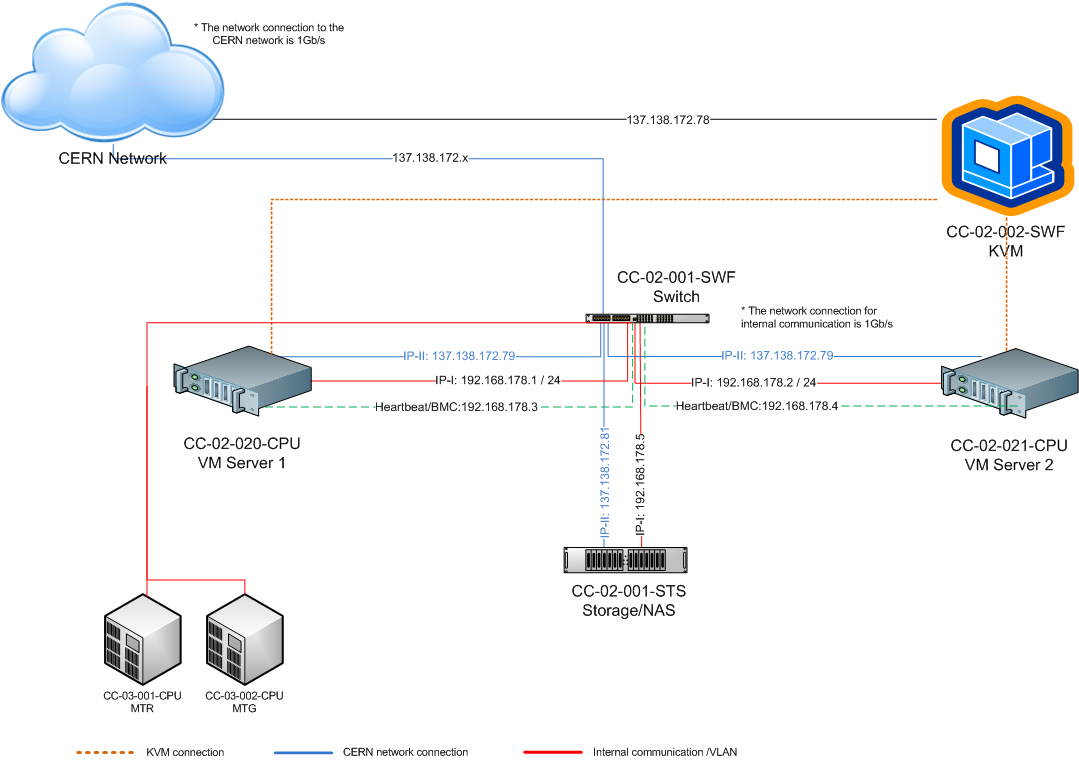 * The network connection to the
CERN network is 1Gb/s
137.138.172.78
CERN Network
137.138.172.x
CC-02-002-SWF
KVM
CC-02-001-SWF
Switch
* The network connection for
internal communication is 1Gb/s
IP-II: 137.138.172.79
IP-II: 137.138.172.79
IP-I: 192.168.178.1 / 24
IP-I: 192.168.178.2 / 24
Heartbeat/BMC:192.168.178.3
Heartbeat/BMC:192.168.178.4
CC-02-020-CPU
VM Server 1
CC-02-021-CPU
VM Server 2
IP-II: 137.138.172.81
IP-I: 192.168.178.5
CC-02-001-STS
Storage/NAS
CC-03-001-CPU
MTR
CC-03-002-CPU
MTG
KVM connection
CERN network connection
Internal communication /VLAN